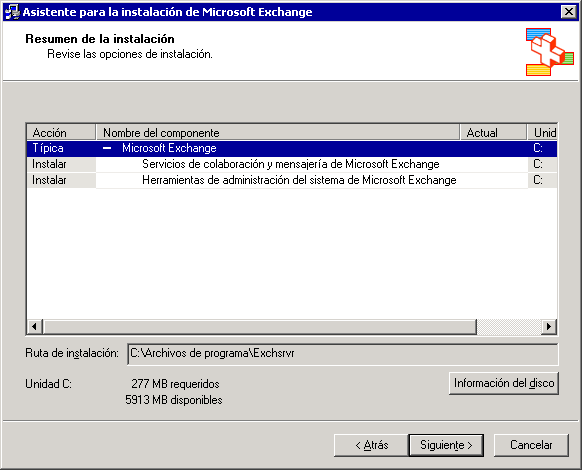 Asistente para la instalación de Microsoft Exchange
Resumen de la instalación
Revise las opciones de instalación.
Acción Nombre del componente Actual Unid
Típica Microsoft Exchange C:
Instalar Servicios de colaboración y mensajería de Microsoft Exchange C:
Instalar Herramientas de administración del sistema de Microsoft Exchange C:
Ruta de instalación: C:\Archivos de programa\Exchsrvr
Unidad C: 277 MB requeridos Información del disco
5913 MB disponibles
< Atrás Siguiente > Cancelar